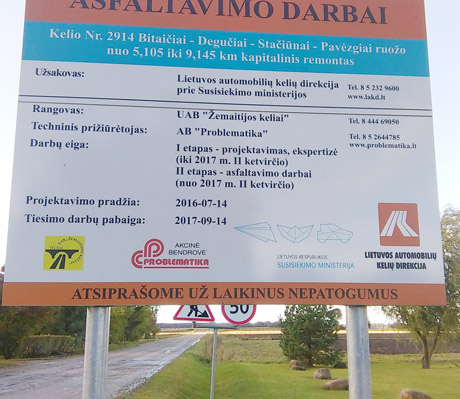 ASFALTAVIMO DARBAI
Kelio Nr. 2914 Bitaičiai - Degučiai - Stačiūnai - Pavėzgiai ruožo
nuo 5,105 iki 9,145 km kapitalinis remontas
Užsakovas:
Lietuvos automobilių kelių direkcija
prie Susisiekimo ministerijos
Tel. 8 5 232 9600
www.lakd.lt
Rangovas:
UAB "Žemaitijos keliai"
Tel. 8 444 69050
Techninis prižiūrėtojas:
AB "Problematika"
Tel. 8 5 2644785
www.problematika.lt
Darbų eiga:
I etapas - projektavimas, ekspertizė
(iki 2017 m. II ketvirčio)
II etapas - asfaltavimo darbai
(nuo 2017 m. II ketvirčio)
Projektavimo pradžia:
2016-07-14
Tiesimo darbų pabaiga:
2017-09-14
AKCINĖ
BENDROVĖ
PROBLEMATIKA
LIETUVOS RESPUBLIKOS
SUSISIEKIMO MINISTERIJA
LIETUVOS AUTOMOBILIŲ
KELIŲ DIREKCIJA
ATSIPRAŠOME UŽ LAIKINUS NEPATOGUMUS
50